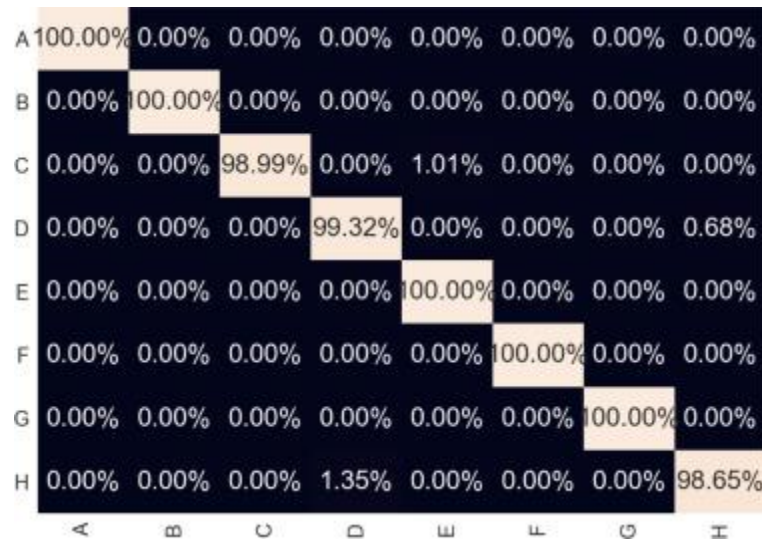 A 100.00% 0.00% 0.00% 0.00% 0.00% 0.00% 0.00% 0.00%
B 0.00% 100.00% 0.00% 0.00% 0.00% 0.00% 0.00% 0.00%
C 0.00% 0.00% 98.99% 0.00% 1.01% 0.00% 0.00% 0.00%
D 0.00% 0.00% 0.00% 99.32% 0.00% 0.00% 0.00% 0.68%
E 0.00% 0.00% 0.00% 0.00% 100.00% 0.00% 0.00% 0.00%
F 0.00% 0.00% 0.00% 0.00% 0.00% 100.00% 0.00% 0.00%
G 0.00% 0.00% 0.00% 0.00% 0.00% 0.00% 100.00% 0.00%
H 0.00% 0.00% 0.00% 1.35% 0.00% 0.00% 0.00% 98.65%
A B C D E F G H